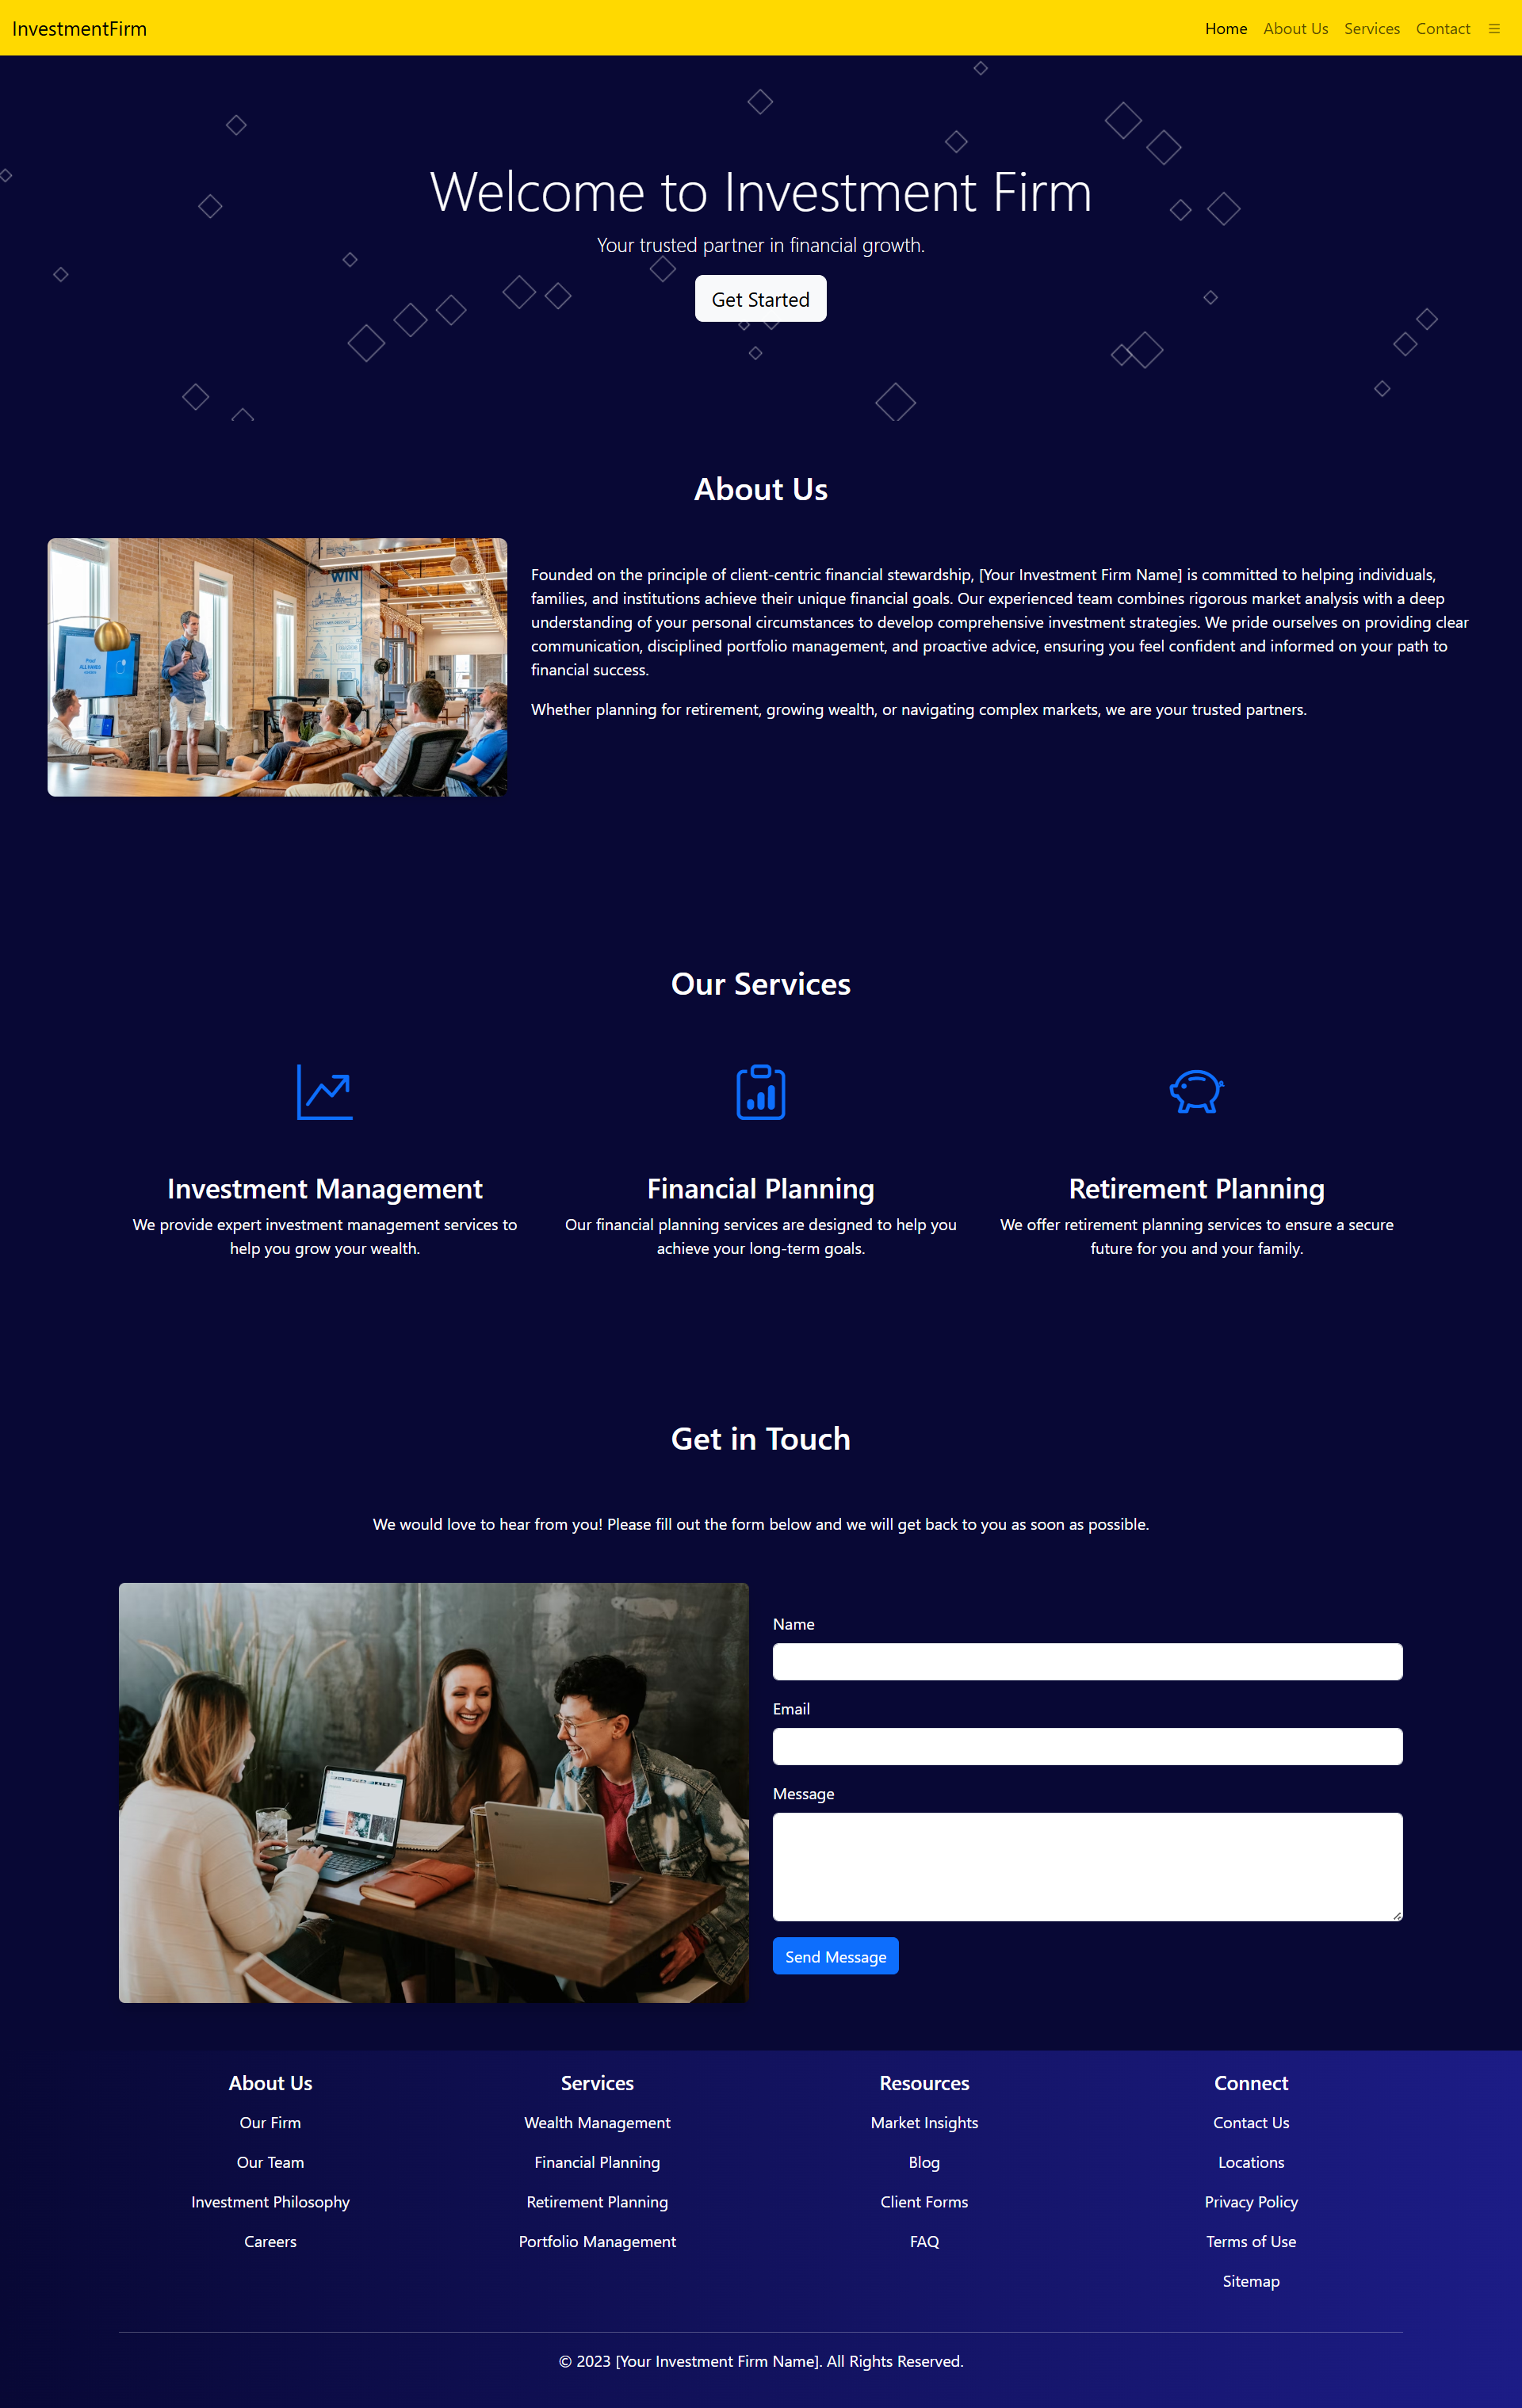 InvestmentFirm
Home About Us Services Contact
Welcome to Investment Firm
Your trusted partner in financial growth.
Get Started
About Us
WIN
Founded on the principle of client-centric financial stewardship, [Your Investment Firm Name] is committed to helping individuals,
families, and institutions achieve their unique financial goals. Our experienced team combines rigorous market analysis with a deep
understanding of your personal circumstances to develop comprehensive investment strategies. We pride ourselves on providing clear
communication, disciplined portfolio management, and proactive advice, ensuring you feel confident and informed on your path to
financial success.
Whether planning for retirement, growing wealth, or navigating complex markets, we are your trusted partners.
Our Services
Investment Management
We provide expert investment management services to
help you grow your wealth.
Financial Planning
Our financial planning services are designed to help you
achieve your long-term goals.
Retirement Planning
We offer retirement planning services to ensure a secure
future for you and your family.
Get in Touch
We would love to hear from you! Please fill out the form below and we will get back to you as soon as possible.
Name
Email
Message
Send Message
About Us
Our Firm
Our Team
Investment Philosophy
Careers
Services
Wealth Management
Financial Planning
Retirement Planning
Portfolio Management
Resources
Market Insights
Blog
Client Forms
FAQ
Connect
Contact Us
Locations
Privacy Policy
Terms of Use
Sitemap
© 2023 [Your Investment Firm Name]. All Rights Reserved.